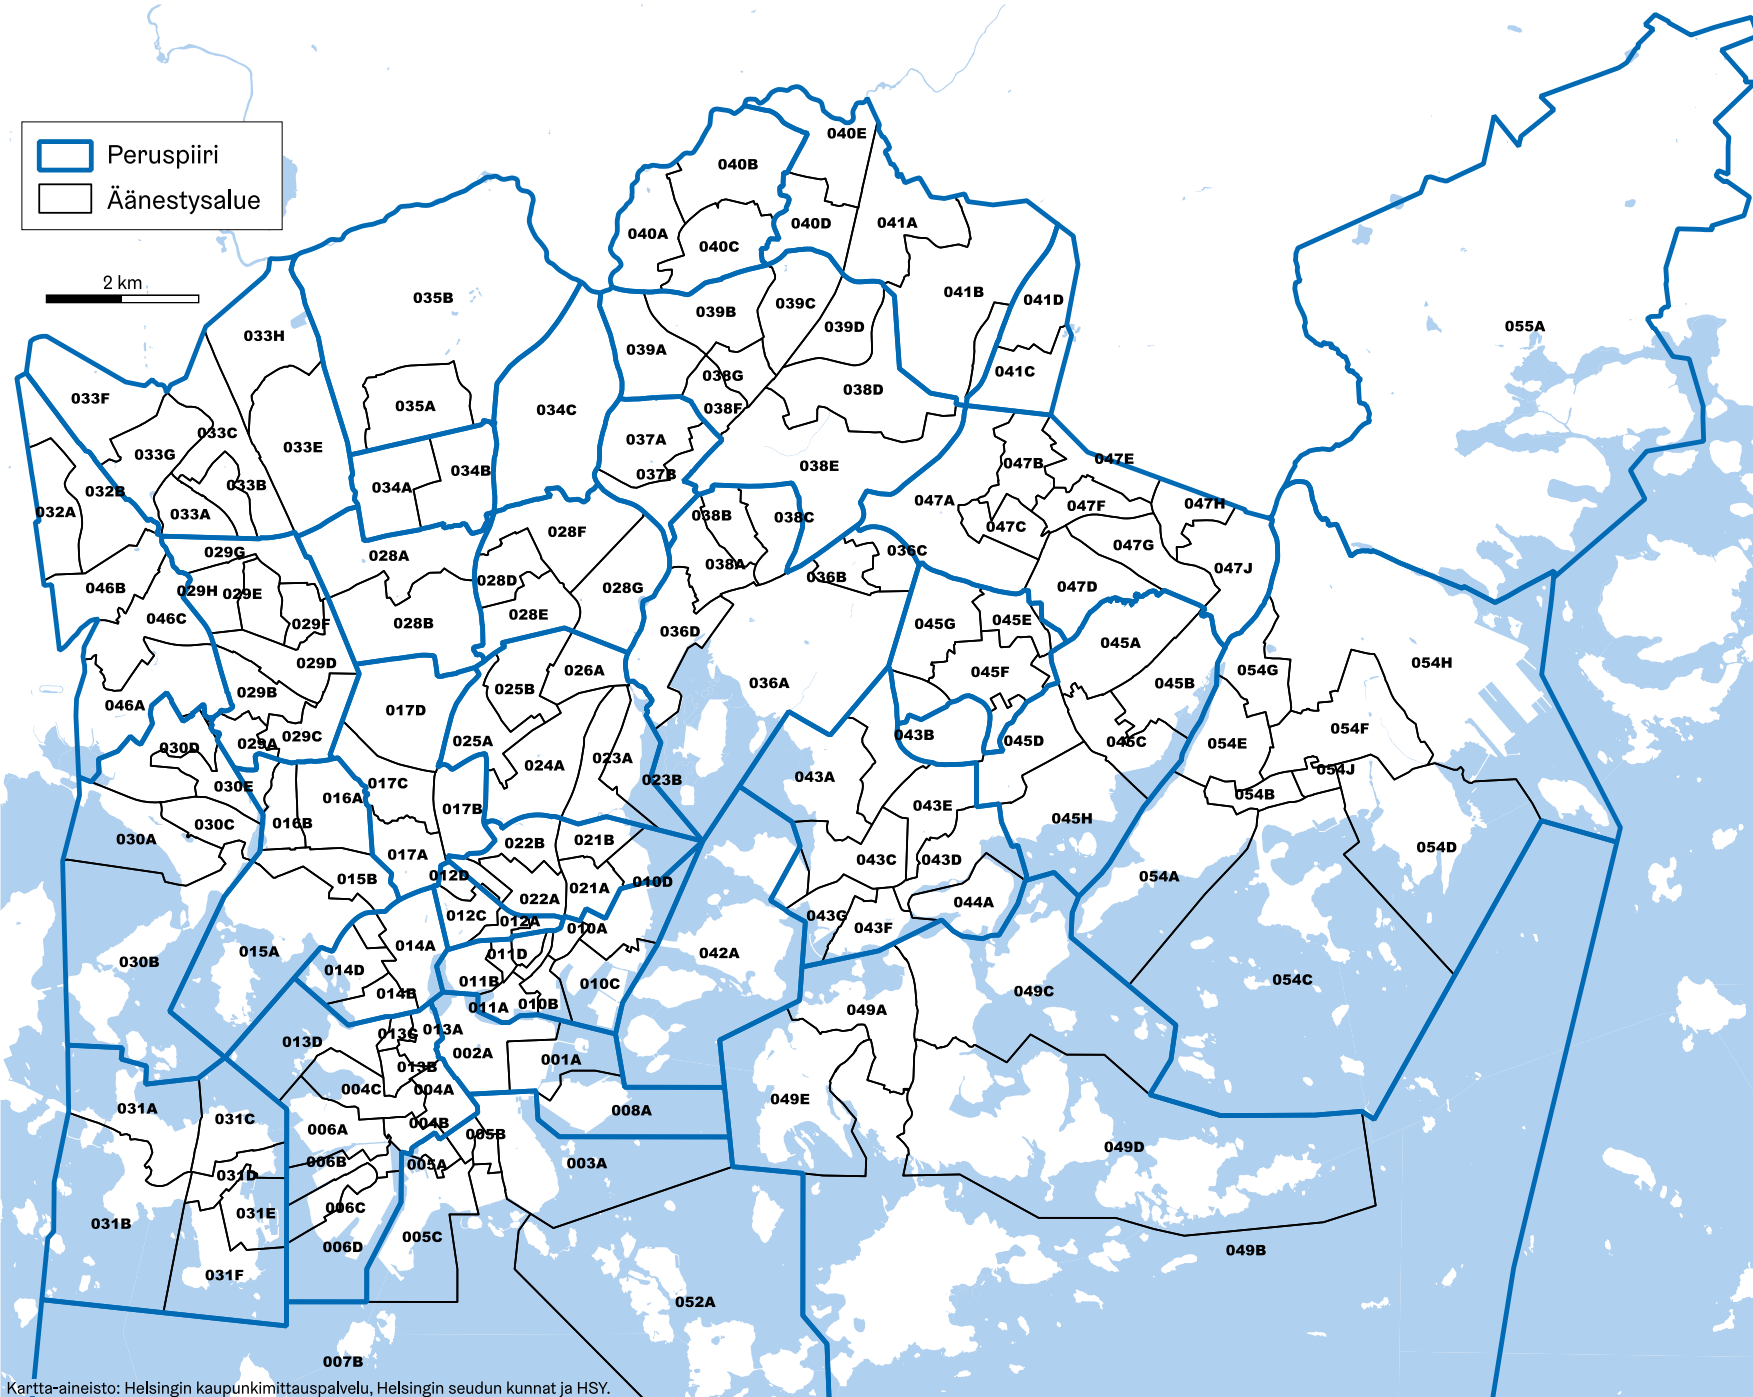 Peruspiiri
Äänestysalue
2 km
040E
040B
040A
040C
040D
041A
035B
041B
041D
039B
039C
039D
055A
033H
039A
041C
038G
033F
035A
034C
038F
038D
033C
033E
037A
033G
034B
037B
038E
047B
047E
032B
033B
034A
032A
033A
038B
038C
047A
047C
047F
047H
028F
029G
028A
038A
036B
036C
047G
047J
046B
029H
029E
028D
028G
047D
046C
029F
028B
028E
036D
045G
045E
045A
029D
026A
045F
054G
054H
046A
029B
017D
025B
036A
045B
030D
029A
029C
025A
043B
045D
045C
054E
054F
024A
023A
023B
043A
054J
030E
016A
017C
017B
043E
054B
030A
030C
016B
022B
021B
045H
054D
017A
015B
012D
043C
043D
054A
022A
021A
010D
044A
012C
012A
010A
043G
043F
015A
014A
011D
042A
030B
014D
011B
010C
049C
054C
014B
011A
010B
049A
013D
013C
013A
002A
001A
013B
004C
004A
049E
031A
031C
008A
006A
004B
005B
049D
006B
005A
003A
031D
031B
031E
006C
005C
006D
049B
031F
052A
007B
Kartta-aineisto: Helsingin kaupunkimittauspalvelu, Helsingin seudun kunnat ja HSY.